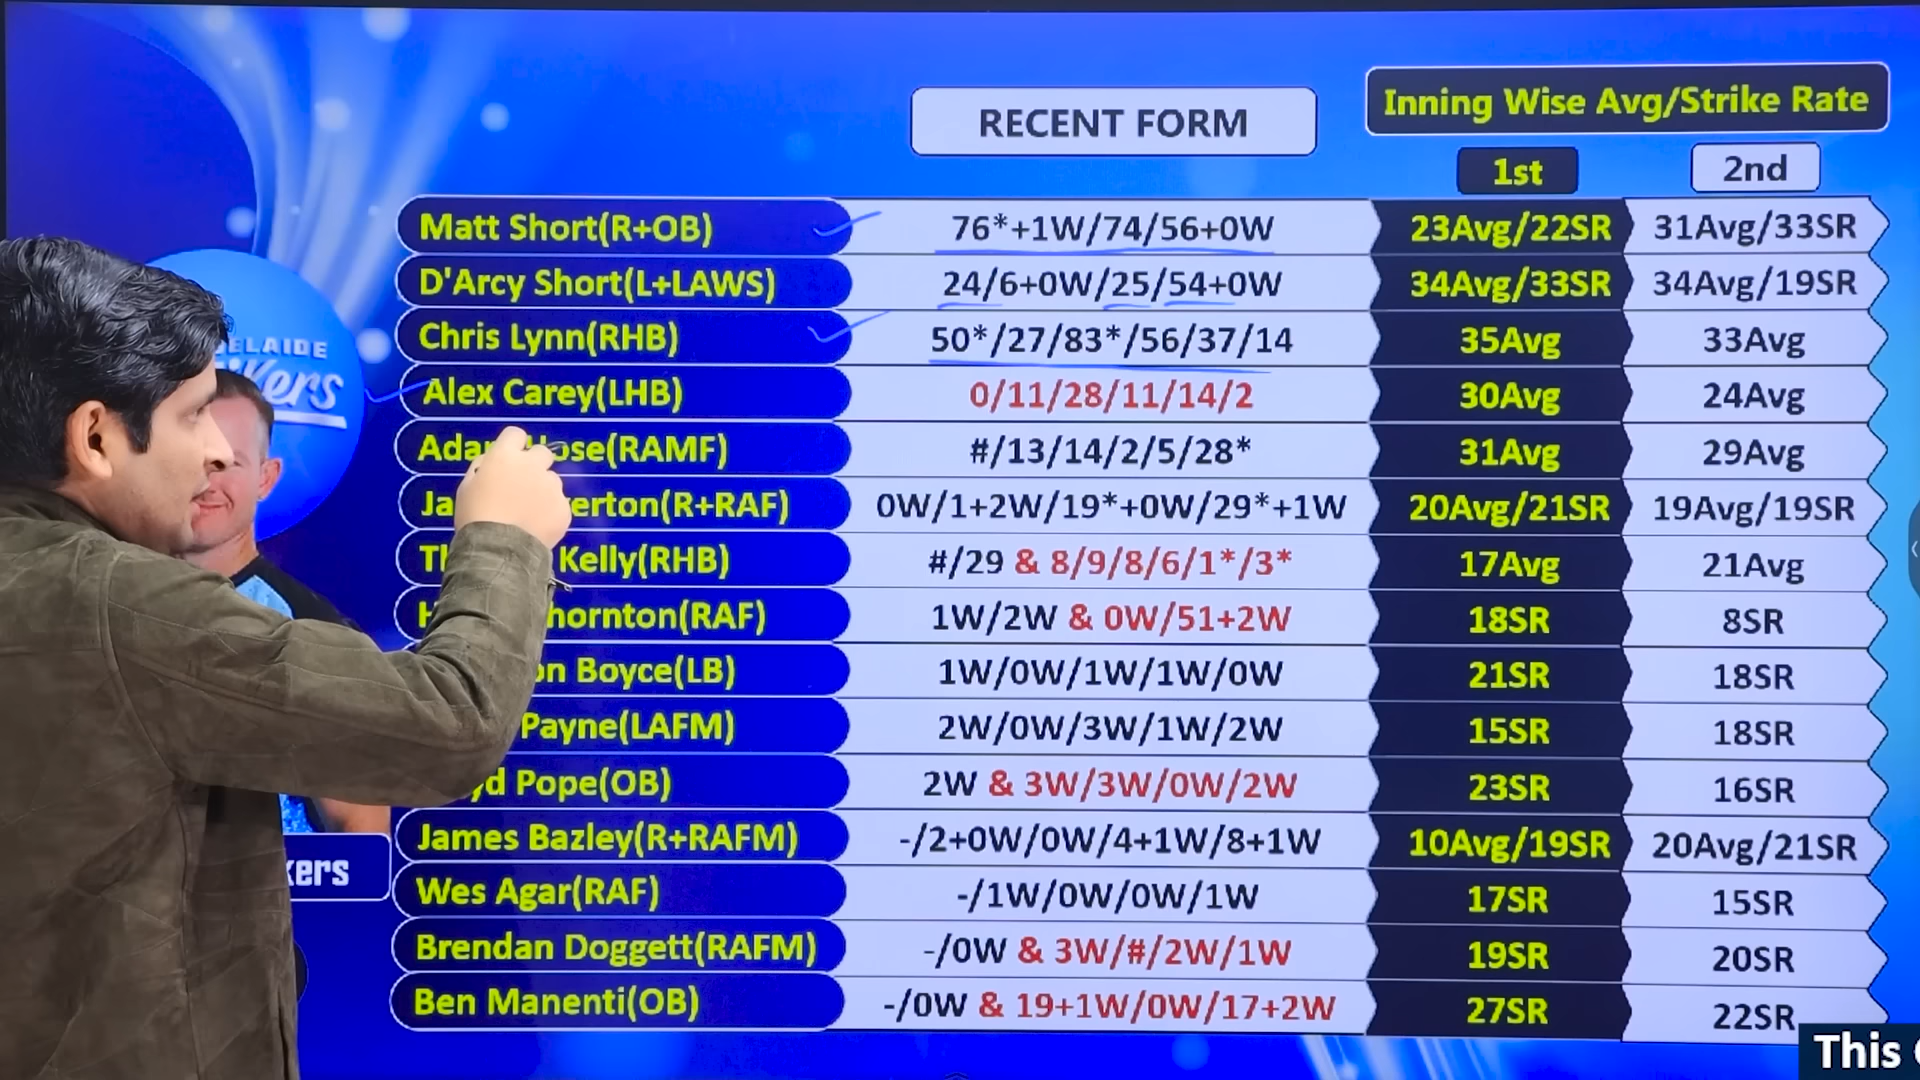 Inning Wise Avg/Strike Rate
RECENT FORM
1st 2nd
Matt Short(R+OB) 76*+1W/74/56+0W 23Avg/22SR 31Avg/33SR
D'Arcy Short(L+LAWS) 24/6+0W/25/54+0W 34Avg/33SR 34Avg/19SR
Chris Lynn(RHB) 50*/27/83*/56/37/14 35Avg 33Avg
Alex Carey(LHB) 0/11/28/11/14/2 30Avg 24Avg
ose(RAMF) #/13/14/2/5/28* 31Avg 29Avg
erton(R+RAF) 0W/1+2W/19*+0W/29*+1W 20Avg/21SR 19Avg/19SR
Kelly(RHB) #/29 & 8/9/8/6/1*/3* 17Avg 21Avg
hornton(RAF) 1W/2W & 0W/51+2W 18SR 8SR
on Boyce(LB) 1W/0W/1W/1W/0W 21SR 18SR
Payne(LAFM) 2W/0W/3W/1W/2W 15SR 18SR
yd Pope(OB) 2W & 3W/3W/0W/2W 23SR 16SR
James Bazley(R+RAFM) -/2+0W/0W/4+1W/8+1W 10Avg/19SR 20Avg/21SR
Wes Agar(RAF) -/1W/0W/0W/1W 17SR 15SR
Brendan Doggett(RAFM) -/0W & 3W/#/2W/1W 19SR 20SR
Ben Manenti(OB) -/0W & 19+1W/0W/17+2W 27SR 22SR
ELAIDE
kers
kers
This